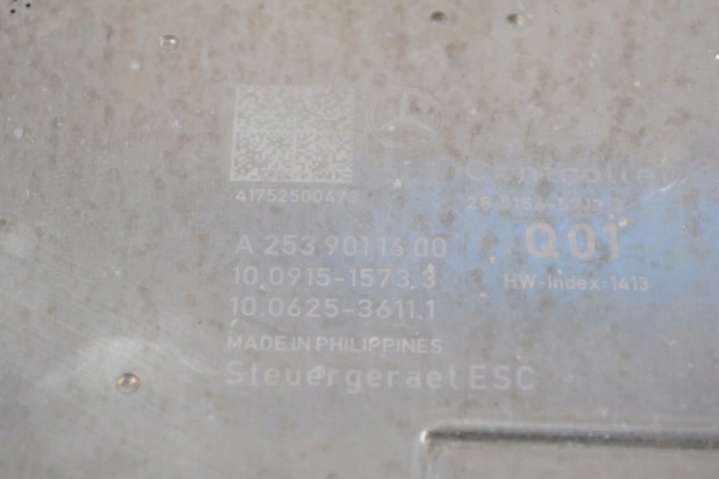 Continental
41752500473
A 253 901 16 00
Q01
10.0915-1573.3
HW-Index:1413
10.0625-3611.1
MADE IN PHILIPPINES
Steuergeraet ESC